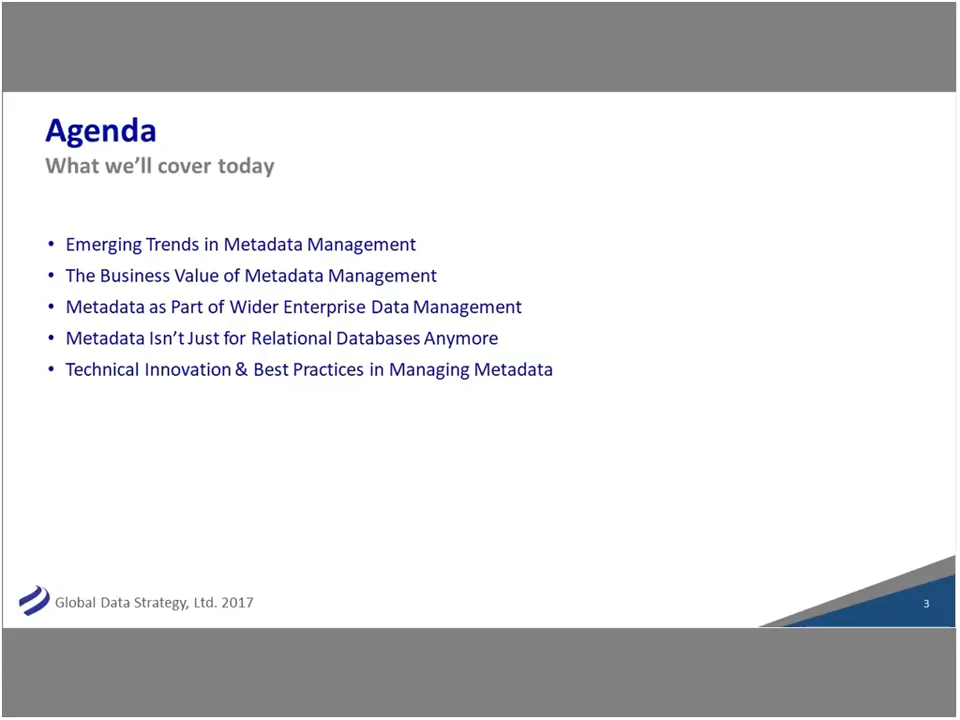 Agenda
What we’ll cover today
• Emerging Trends in Metadata Management
• The Business Value of Metadata Management
• Metadata as Part of Wider Enterprise Data Management
• Metadata Isn’t Just for Relational Databases Anymore
• Technical Innovation & Best Practices in Managing Metadata
Global Data Strategy, Ltd. 2017
3